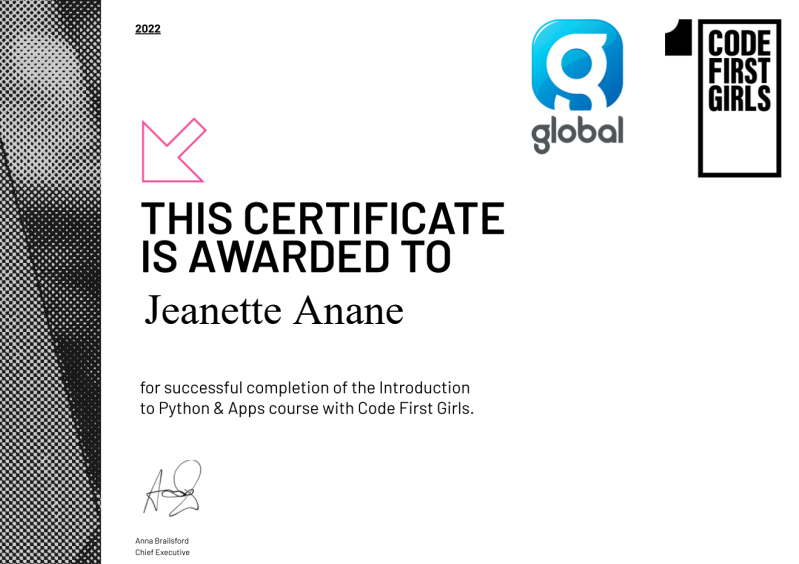 2022
global
1 CODE
FIRST
GIRLS
THIS CERTIFICATE
IS AWARDED TO
Jeanette Anane
for successful completion of the Introduction
to Python & Apps course with Code First Girls.
Anna Brailsford
Chief Executive